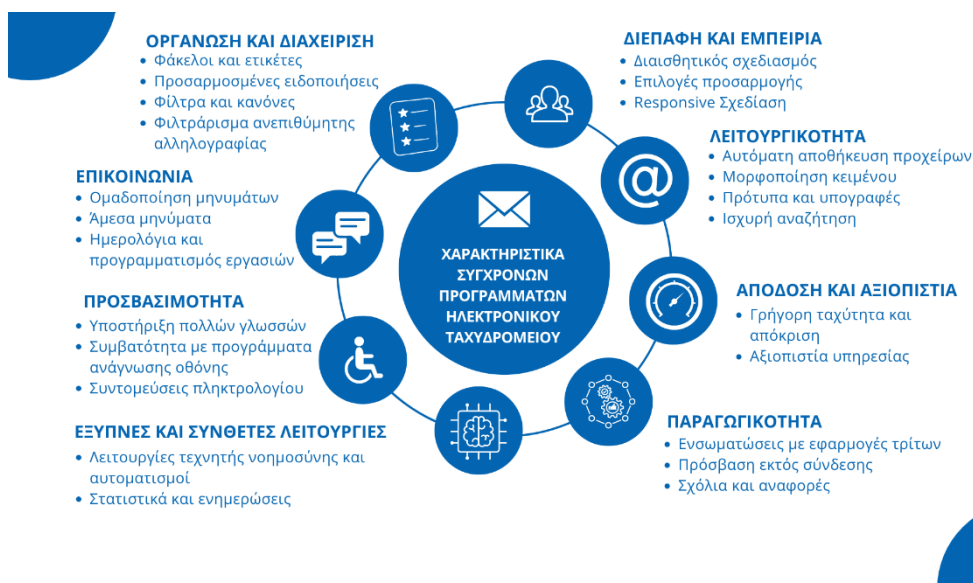 ΟΡΓΑΝΩΣΗ ΚΑΙ ΔΙΑΧΕΙΡΙΣΗ
• Φάκελοι και ετικέτες
• Προσαρμοσμένες ειδοποιήσεις
• Φίλτρα και κανόνες
• Φιλτράρισμα ανεπιθύμητης
αλληλογραφίας
ΕΠΙΚΟΙΝΩΝΙΑ
• Ομαδοποίηση μηνυμάτων
• Άμεσα μηνύματα
• Ημερολόγια και
προγραμματισμός εργασιών
ΠΡΟΣΒΑΣΙΜΟΤΗΤΑ
• Υποστήριξη πολλών γλωσσών
• Συμβατότητα με προγράμματα
ανάγνωσης οθόνης
• Συντομεύσεις πληκτρολογίου
ΕΞΥΠΝΕΣ ΚΑΙ ΣΥΝΘΕΤΕΣ ΛΕΙΤΟΥΡΓΙΕΣ
• Λειτουργίες τεχνητής νοημοσύνης και
αυτοματισμοί
• Στατιστικά και ενημερώσεις
ΧΑΡΑΚΤΗΡΙΣΤΙΚΑ
ΣΥΓΧΡΟΝΩΝ
ΠΡΟΓΡΑΜΜΑΤΩΝ
ΗΛΕΚΤΡΟΝΙΚΟΥ
ΤΑΧΥΔΡΟΜΕΙΟΥ
@
ΔΙΕΠΑΦΗ ΚΑΙ ΕΜΠΕΙΡΙΑ
• Διαισθητικός σχεδιασμός
• Επιλογές προσαρμογής
• Responsive Σχεδίαση
ΛΕΙΤΟΥΡΓΙΚΟΤΗΤΑ
• Αυτόματη αποθήκευση προχείρων
• Μορφοποίηση κειμένου
• Πρότυπα και υπογραφές
• Ισχυρή αναζήτηση
ΑΠΟΔΟΣΗ ΚΑΙ ΑΞΙΟΠΙΣΤΙΑ
• Γρήγορη ταχύτητα και
απόκριση
• Αξιοπιστία υπηρεσίας
ΠΑΡΑΓΩΓΙΚΟΤΗΤΑ
• Ενσωματώσεις με εφαρμογές τρίτων
• Πρόσβαση εκτός σύνδεσης
• Σχόλια και αναφορές